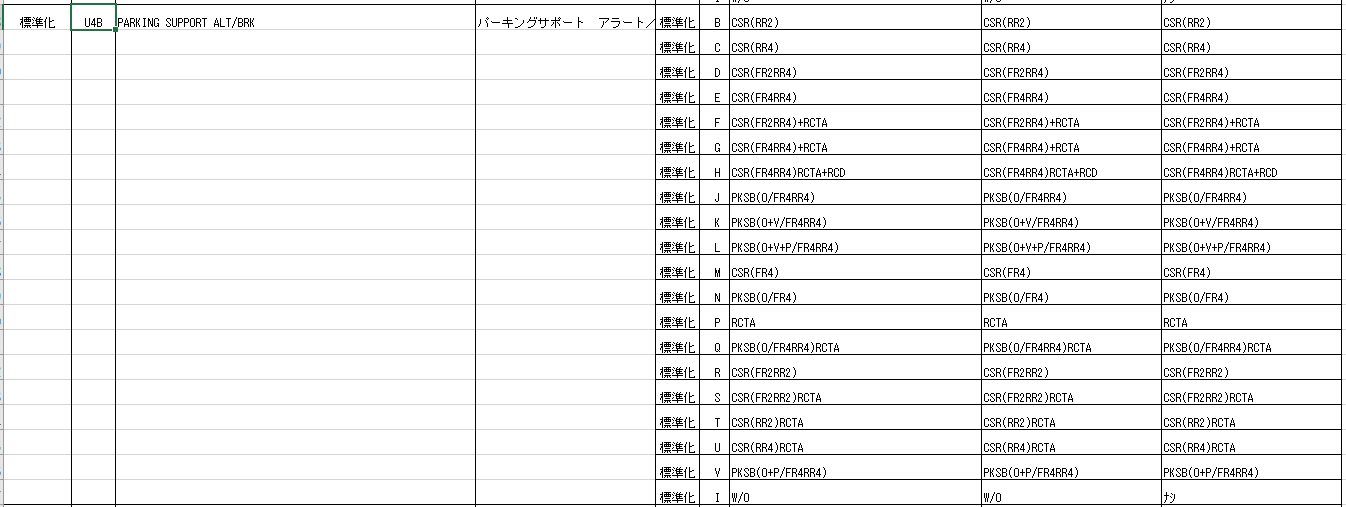 標準化 U4B PARKING SUPPORT ALT/BRK パーキングサポート アラート／ 標準化 B CSR(RR2) CSR(RR2) CSR(RR2)
標準化 C CSR(RR4) CSR(RR4) CSR(RR4)
標準化 D CSR(FR2RR4) CSR(FR2RR4) CSR(FR2RR4)
標準化 E CSR(FR4RR4) CSR(FR4RR4) CSR(FR4RR4)
標準化 F CSR(FR2RR4)+RCTA CSR(FR2RR4)+RCTA CSR(FR2RR4)+RCTA
標準化 G CSR(FR4RR4)+RCTA CSR(FR4RR4)+RCTA CSR(FR4RR4)+RCTA
標準化 H CSR(FR4RR4)RCTA+RCD CSR(FR4RR4)RCTA+RCD CSR(FR4RR4)RCTA+RCD
標準化 J PKSB(O/FR4RR4) PKSB(O/FR4RR4) PKSB(O/FR4RR4)
標準化 K PKSB(O+V/FR4RR4) PKSB(O+V/FR4RR4) PKSB(O+V/FR4RR4)
標準化 L PKSB(O+V+P/FR4RR4) PKSB(O+V+P/FR4RR4) PKSB(O+V+P/FR4RR4)
標準化 M CSR(FR4) CSR(FR4) CSR(FR4)
標準化 N PKSB(O/FR4) PKSB(O/FR4) PKSB(O/FR4)
標準化 P RCTA RCTA RCTA
標準化 Q PKSB(O/FR4RR4)RCTA PKSB(O/FR4RR4)RCTA PKSB(O/FR4RR4)RCTA
標準化 R CSR(FR2RR2) CSR(FR2RR2) CSR(FR2RR2)
標準化 S CSR(FR2RR2)RCTA CSR(FR2RR2)RCTA CSR(FR2RR2)RCTA
標準化 T CSR(RR2)RCTA CSR(RR2)RCTA CSR(RR2)RCTA
標準化 U CSR(RR4)RCTA CSR(RR4)RCTA CSR(RR4)RCTA
標準化 V PKSB(O+P/FR4RR4) PKSB(O+P/FR4RR4) PKSB(O+P/FR4RR4)
標準化 I W/O W/O ﾅｼ